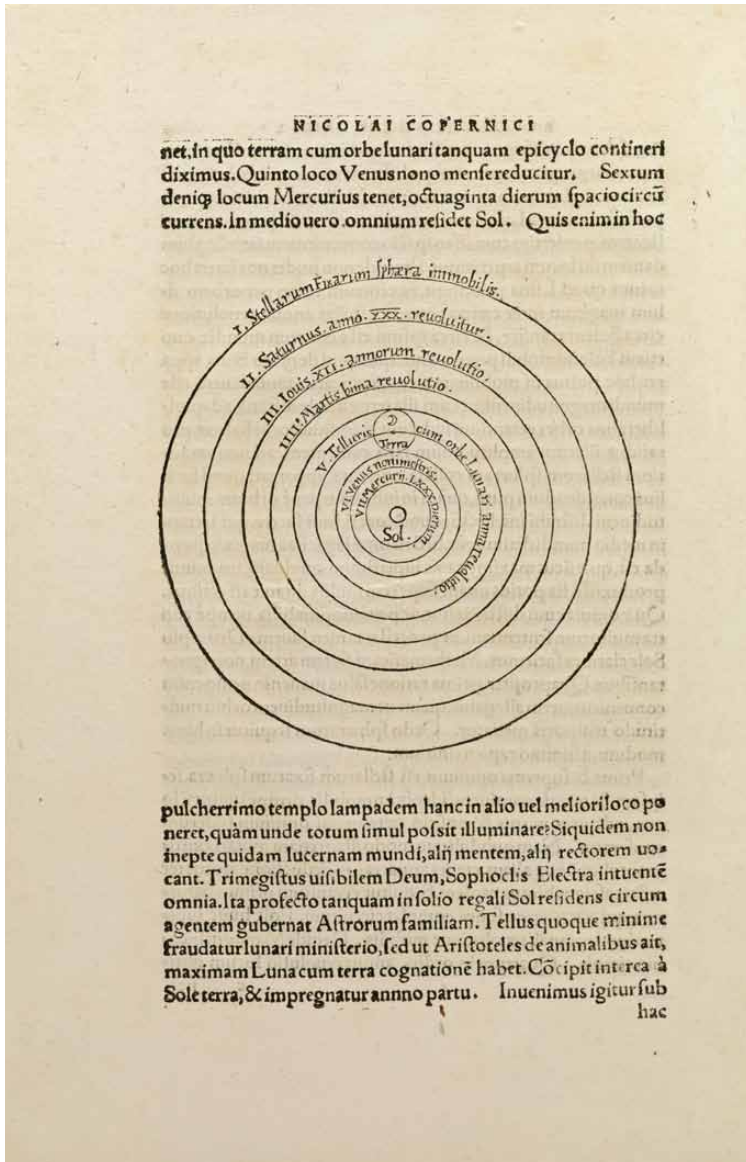 NICOLAI COPERNICI
net, in quo terram cum orbe lunari tanquam epicyclo contineri
diximus. Quinto loco Venus nono mense reducitur. Sextum
deniqꝫ locum Mercurius tenet, octuaginta dierum ſpacio circũ
currens. In medio uero omnium reſidet Sol. Quis enim in hoc
I. Stellarum Fixarum Sphæra immobilis.
II. Saturnus. anno. XXX. reuoluitur.
III. Iouis. XII. annorum reuolutio.
IIII. Martis bima reuolutio.
V. Telluris cum orbe Lunari annua reuolutio.
Terra
VI Venus nonimestris.
VII Mercurii. LXXX. dierum
Sol.
pulcherrimo templo lampadem hanc in alio uel meliori loco po
neret, quàm unde totum ſimul poſsit illuminare? Siquidem non
inepte quidam lucernam mundi, alij mentem, alij rectorem uo⸗
cant. Trimegiſtus uiſibilem Deum, Sophoclis Electra intuentẽ
omnia. Ita profecto tanquam in ſolio regali Sol reſidens circum
agentem gubernat Aſtrorum familiam. Tellus quoque minime
fraudatur lunari miniſterio, ſed ut Ariſtoteles de animalibus ait,
maximam Luna cum terra cognationẽ habet. Cõcipit interea à
Sole terra, & impregnatur annno partu. Inuenimus igitur ſub
hac